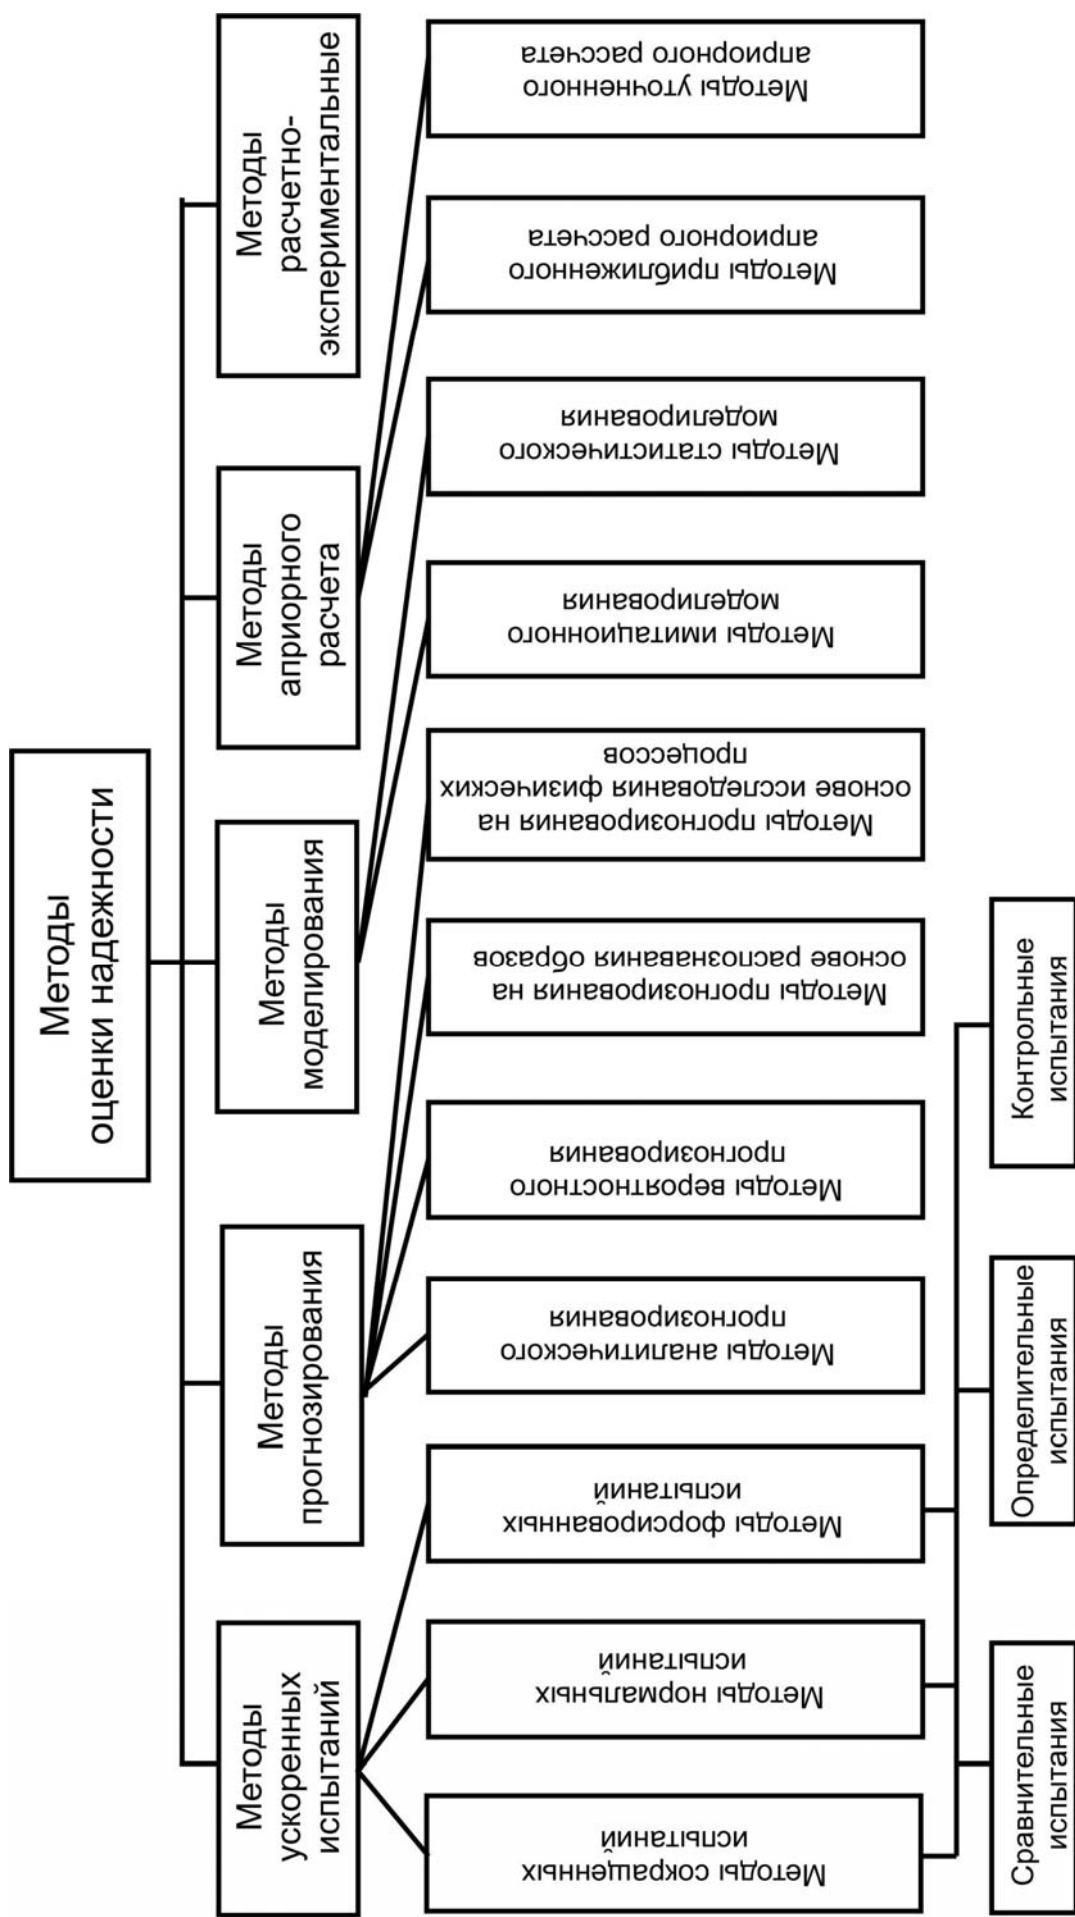 Методы
оценки надежности
Методы
ускоренных
испытаний
Методы
прогнозирования
Методы
моделирования
Методы
априорного
расчета
Методы
расчетно-
экспериментальные
Методы сокращенных
испытаний
Методы нормальных
испытаний
Методы форсированных
испытаний
Методы аналитического
прогнозирования
Методы вероятностного
прогнозирования
Методы прогнозирования на
основе распознавания образов
Методы прогнозирования на
основе исследования физических
процессов
Методы имитационного
моделирования
Методы статистического
моделирования
Методы приближенного
априорного рассчета
Методы уточненного
априорного рассчета
Сравнительные
испытания
Определительные
испытания
Контрольные
испытания